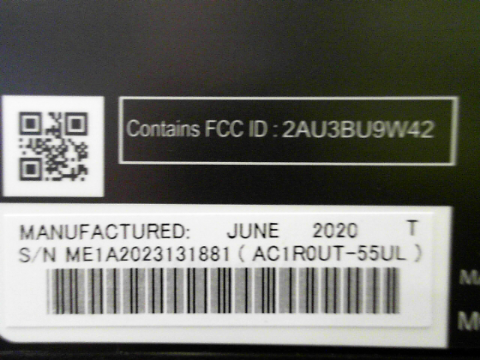 Contains FCC ID : 2AU3BU9W42
MANUFACTURED: JUNE 2020 T
S/N ME1A2023131881 ( AC1R0UT-55UL )